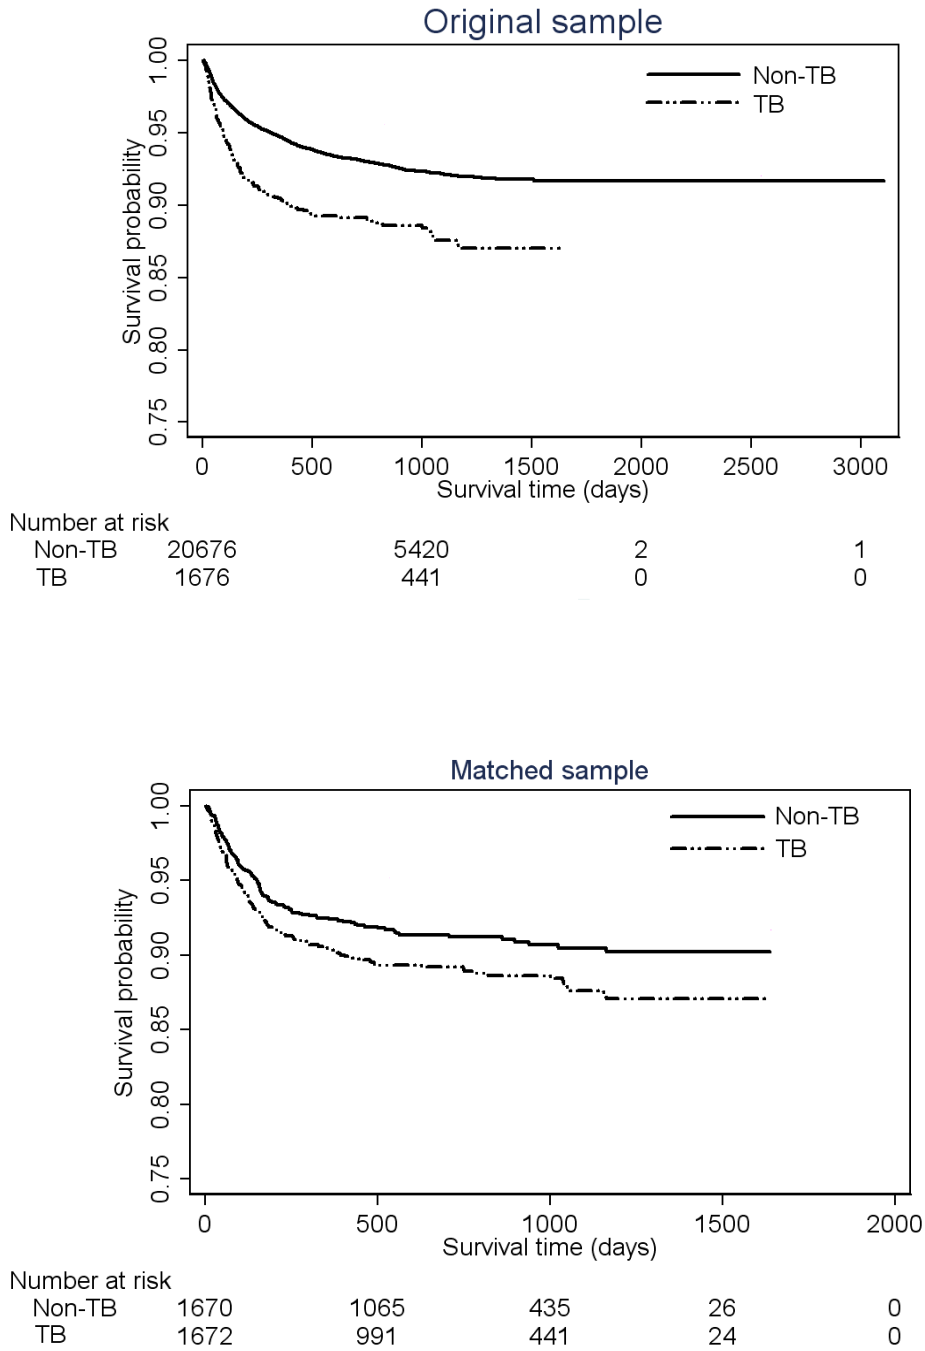 Original sample
Survival probability
1.00
0.95
0.90
0.85
0.80
0.75
Non-TB
TB
0 500 1000 1500 2000 2500 3000
Survival time (days)
Number at risk
Non-TB 20676 5420 2 1
TB 1676 441 0 0
Matched sample
Survival probability
1.00
0.95
0.90
0.85
0.80
0.75
Non-TB
TB
0 500 1000 1500 2000
Survival time (days)
Number at risk
Non-TB 1670 1065 435 26 0
TB 1672 991 441 24 0